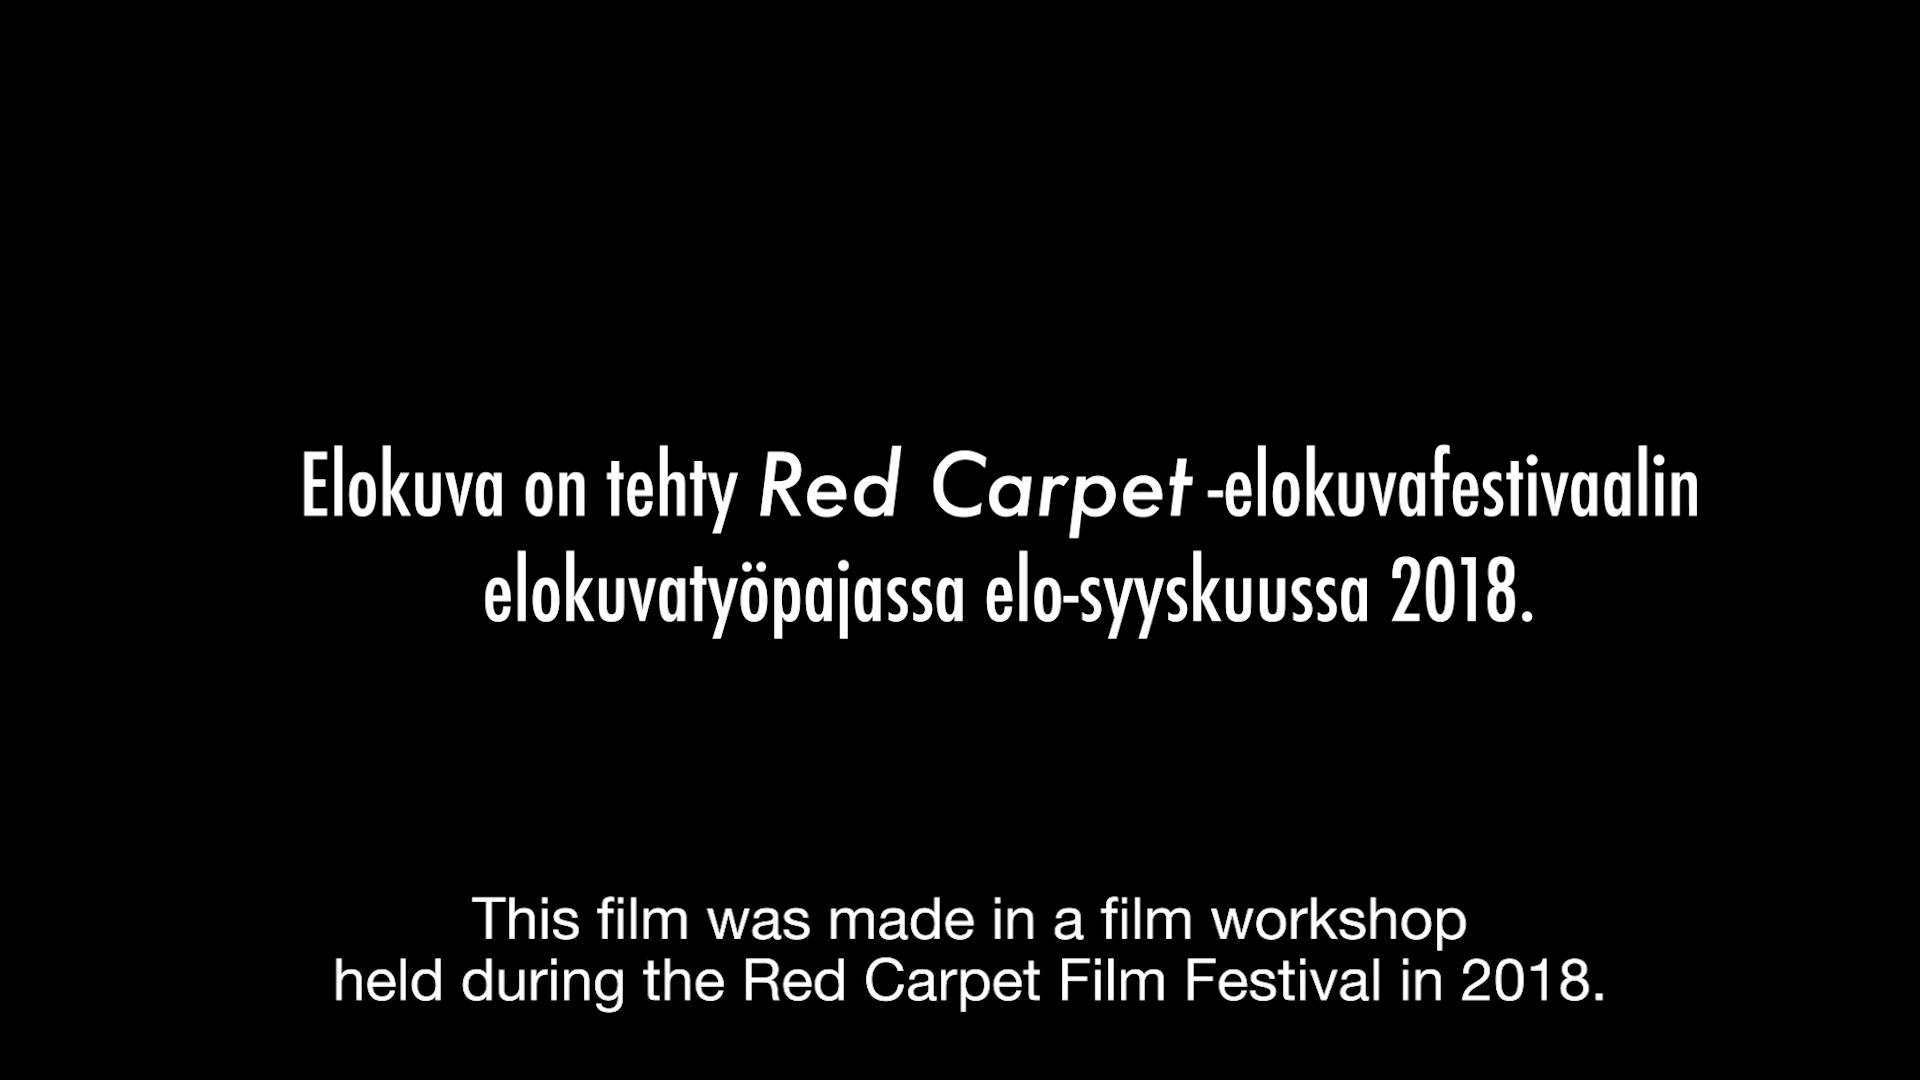 Elokuva on tehty Red Carpet -elokuvafestivaalin
elokuvatyöpajassa elo-syyskuussa 2018.
This film was made in a film workshop
held during the Red Carpet Film Festival in 2018.